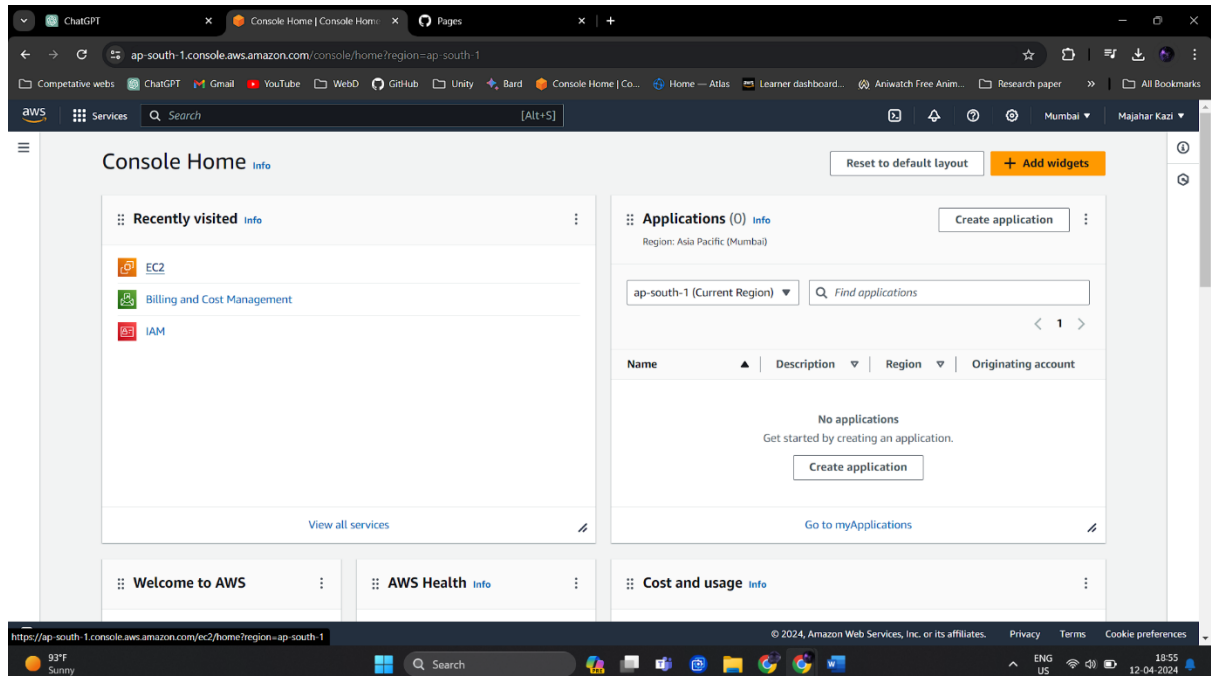 ChatGPT
Console Home | Console Home
Pages
ap-south-1.console.aws.amazon.com/console/home?region=ap-south-1
Competative webs ChatGPT Gmail YouTube WebD GitHub Unity Bard Console Home | Co... Home — Atlas Learner dashboard... Aniwatch Free Anim... Research paper » All Bookmarks
aws Services Search [Alt+S] Mumbai ▼ Majahar Kazi ▼
Console Home Info
Reset to default layout
+ Add widgets
Recently visited Info
EC2
Billing and Cost Management
IAM
View all services
Applications (0) Info
Create application
Region: Asia Pacific (Mumbai)
ap-south-1 (Current Region) ▼ Find applications
< 1 >
Name Description Region Originating account
No applications
Get started by creating an application.
Create application
Go to myApplications
Welcome to AWS
AWS Health Info
Cost and usage Info
https://ap-south-1.console.aws.amazon.com/ec2/home?region=ap-south-1
© 2024, Amazon Web Services, Inc. or its affiliates. Privacy Terms Cookie preferences
93°F
Sunny
Search
ENG
US
18:55
12-04-2024